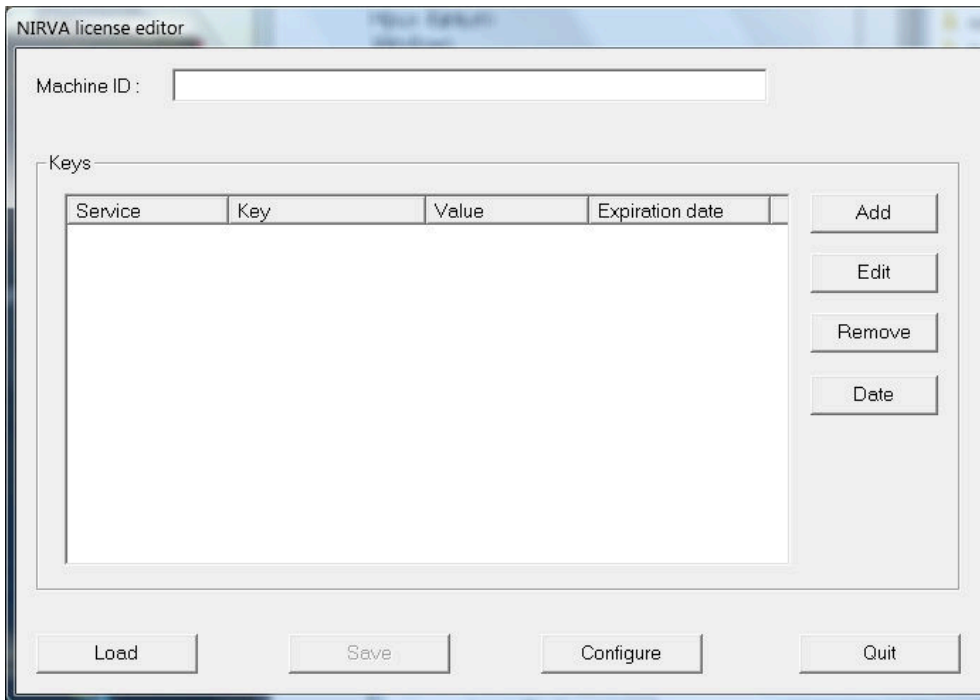 NIRVA license editor
Machine ID :
Keys
Service Key Value Expiration date
Add
Edit
Remove
Date
Load Save Configure Quit